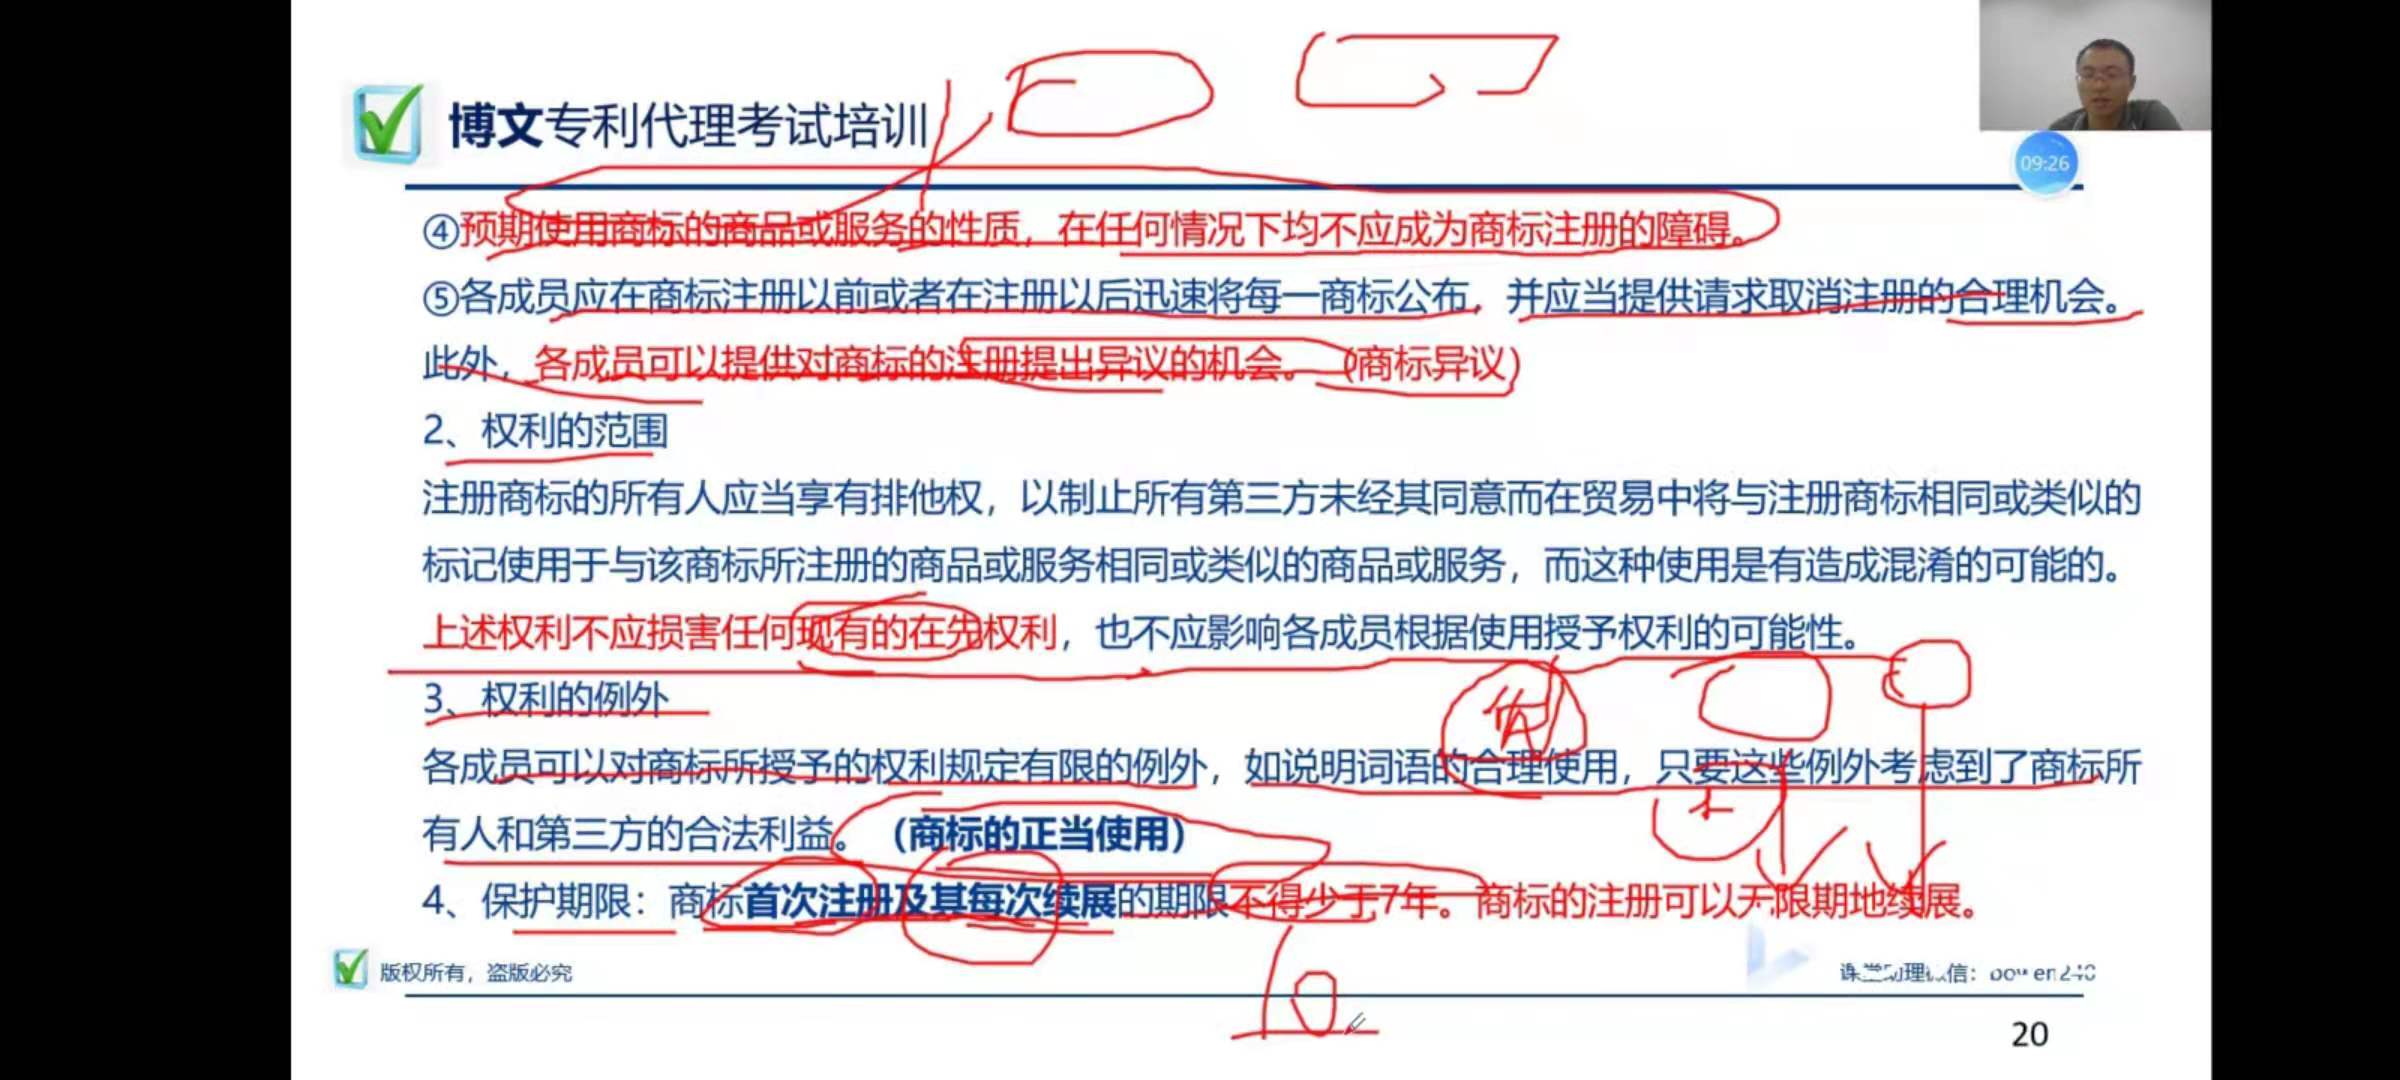 博文专利代理考试培训
09:26
④预期使用商标的商品或服务的性质，在任何情况下均不应成为商标注册的障碍。
⑤各成员应在商标注册以前或者在注册以后迅速将每一商标公布，并应当提供请求取消注册的合理机会。
此外，各成员可以提供对商标的注册提出异议的机会。（商标异议）
2、权利的范围
注册商标的所有人应当享有排他权，以制止所有第三方未经其同意而在贸易中将与注册商标相同或类似的
标记使用于与该商标所注册的商品或服务相同或类似的商品或服务，而这种使用是有造成混淆的可能的。
上述权利不应损害任何现有的在先权利，也不应影响各成员根据使用授予权利的可能性。
3、权利的例外
各成员可以对商标所授予的权利规定有限的例外，如说明词语的合理使用，只要这些例外考虑到了商标所
有人和第三方的合法利益。（商标的正当使用）
4、保护期限：商标首次注册及其每次续展的期限不得少于7年。商标的注册可以无限期地续展。
10
版权所有，盗版必究
课堂助理微信：bowen240
20